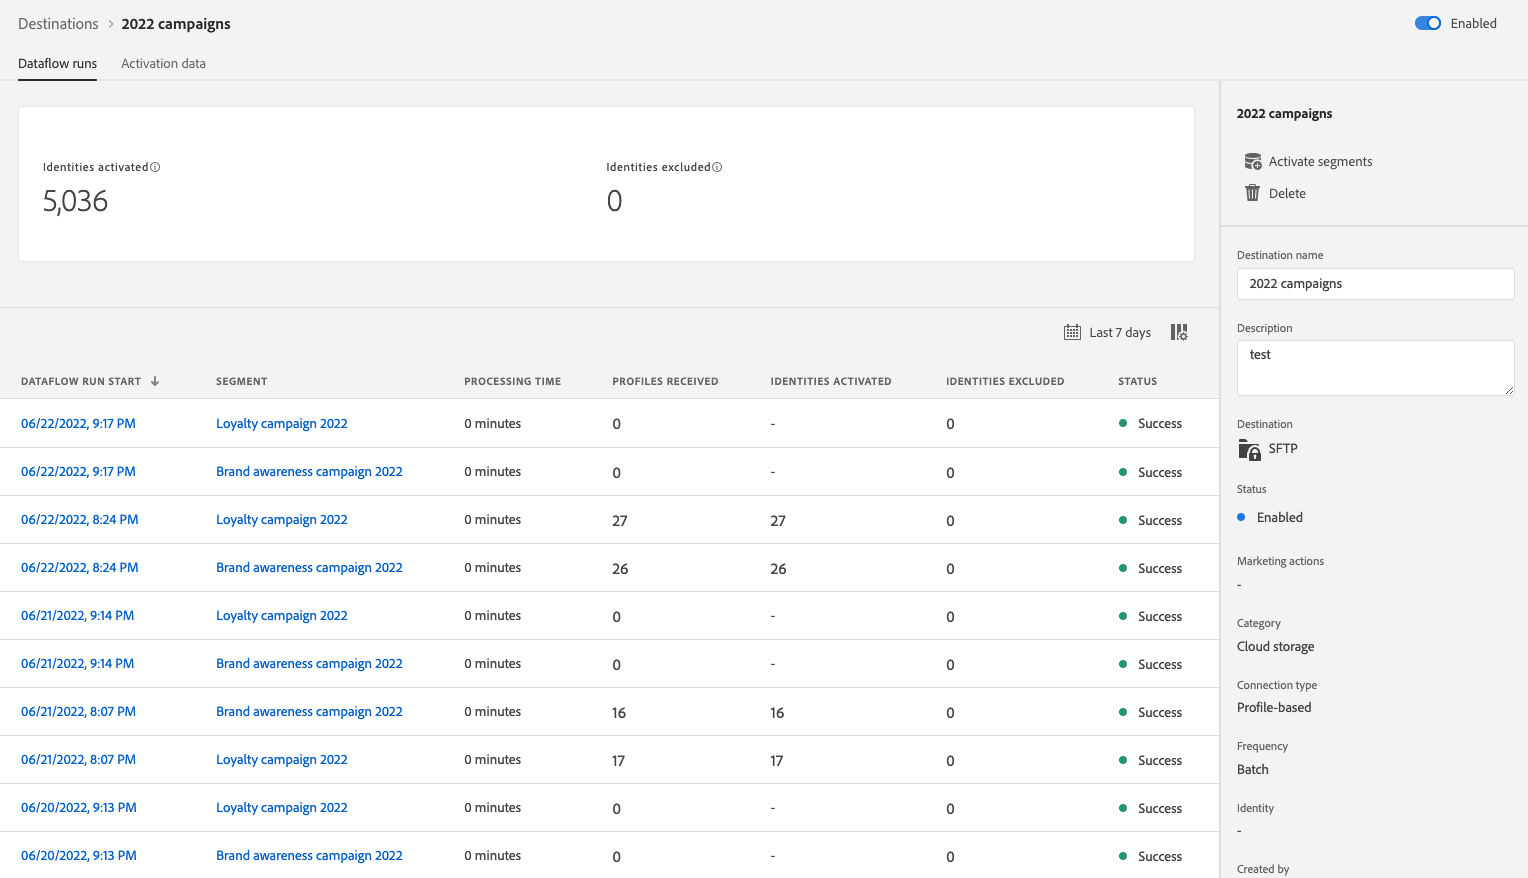 Destinations > 2022 campaigns
Enabled
Dataflow runs Activation data
Identities activated
5,036
Identities excluded
0
Last 7 days
DATAFLOW RUN START ↓ SEGMENT PROCESSING TIME PROFILES RECEIVED IDENTITIES ACTIVATED IDENTITIES EXCLUDED STATUS
06/22/2022, 9:17 PM Loyalty campaign 2022 0 minutes 0 - 0 Success
06/22/2022, 9:17 PM Brand awareness campaign 2022 0 minutes 0 - 0 Success
06/22/2022, 8:24 PM Loyalty campaign 2022 0 minutes 27 27 0 Success
06/22/2022, 8:24 PM Brand awareness campaign 2022 0 minutes 26 26 0 Success
06/21/2022, 9:14 PM Loyalty campaign 2022 0 minutes 0 - 0 Success
06/21/2022, 9:14 PM Brand awareness campaign 2022 0 minutes 0 - 0 Success
06/21/2022, 8:07 PM Brand awareness campaign 2022 0 minutes 16 16 0 Success
06/21/2022, 8:07 PM Loyalty campaign 2022 0 minutes 17 17 0 Success
06/20/2022, 9:13 PM Loyalty campaign 2022 0 minutes 0 - 0 Success
06/20/2022, 9:13 PM Brand awareness campaign 2022 0 minutes 0 - 0 Success
2022 campaigns
Activate segments
Delete
Destination name
2022 campaigns
Description
test
Destination
SFTP
Status
Enabled
Marketing actions
-
Category
Cloud storage
Connection type
Profile-based
Frequency
Batch
Identity
-
Created by